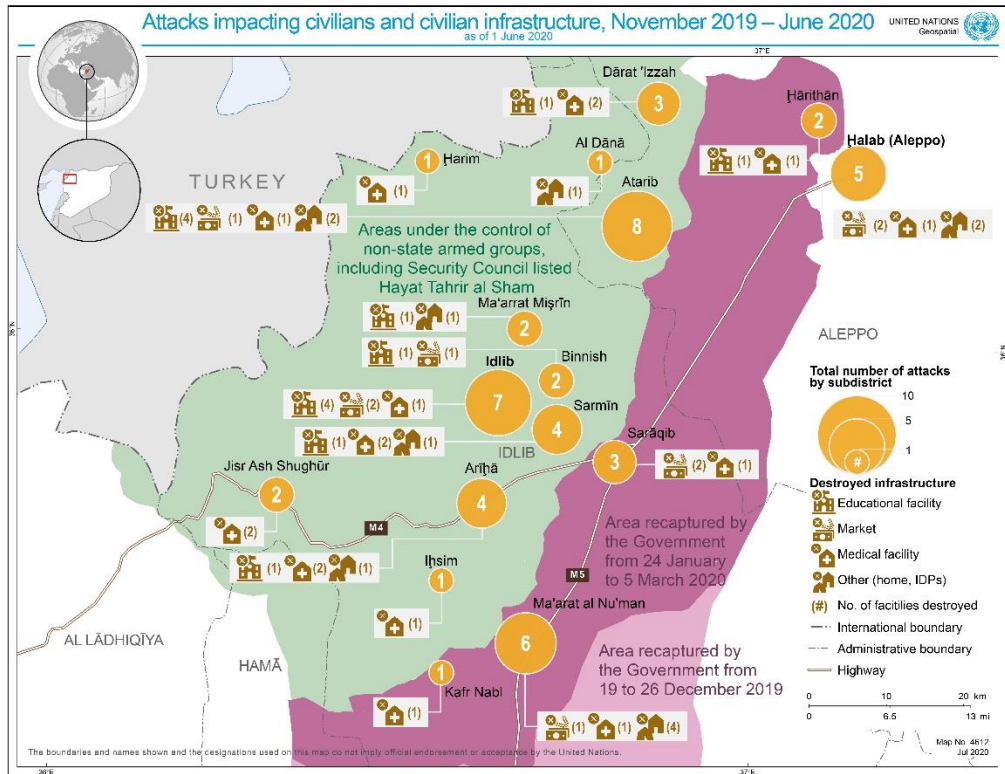 Attacks impacting civilians and civilian infrastructure, November 2019 – June 2020
as of 1 June 2020
UNITED NATIONS
Geospatial
37°E
Dārat 'Izzah
3
(1) (2)
Ḩārithān
2
(1) (1)
Ḩalab (Aleppo)
5
(2) (1) (2)
Ḩarim
1
(1)
Al Dānā
1
(1)
TURKEY
Atarib
8
(4) (1) (1) (2)
Areas under the control of
non-state armed groups,
including Security Council listed
Hayat Tahrir al Sham
Ma'arrat Mişrīn
2
(1) (1)
Binnish
2
(1) (1)
Idlib
7
(4) (2) (1)
Sarmīn
4
(1) (2) (1)
IDLIB
36°N
ALEPPO
36°N
Sarāqib
3
(2) (1)
Jisr Ash Shughūr
2
(2)
Arīḩā
4
(1) (2) (1)
M4
Iḩsim
1
(1)
M5
Area recaptured by
the Government
from 24 January
to 5 March 2020
Ma'arat al Nu'man
6
(1) (1) (4)
Area recaptured by
the Government from
19 to 26 December 2019
Kafr Nabl
1
(1)
AL LĀDHIQĪYA
HAMĀ
Total number of attacks
by subdistrict
10
5
1
#
Destroyed infrastructure
Educational facility
Market
Medical facility
Other (home, IDPs)
(#) No. of facitilies destroyed
International boundary
Administrative boundary
Highway
0 10 20 km
0 6.5 13 mi
Map No. 4612
Jul 2020
The boundaries and names shown and the designations used on this map do not imply official endorsement or acceptance by the United Nations.
36°E
37°E